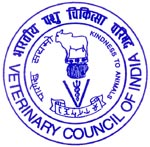 भारतीय पशु चिकित्सा परिषद
VETERINARY COUNCIL OF INDIA
KINDNESS TO ANIMALS